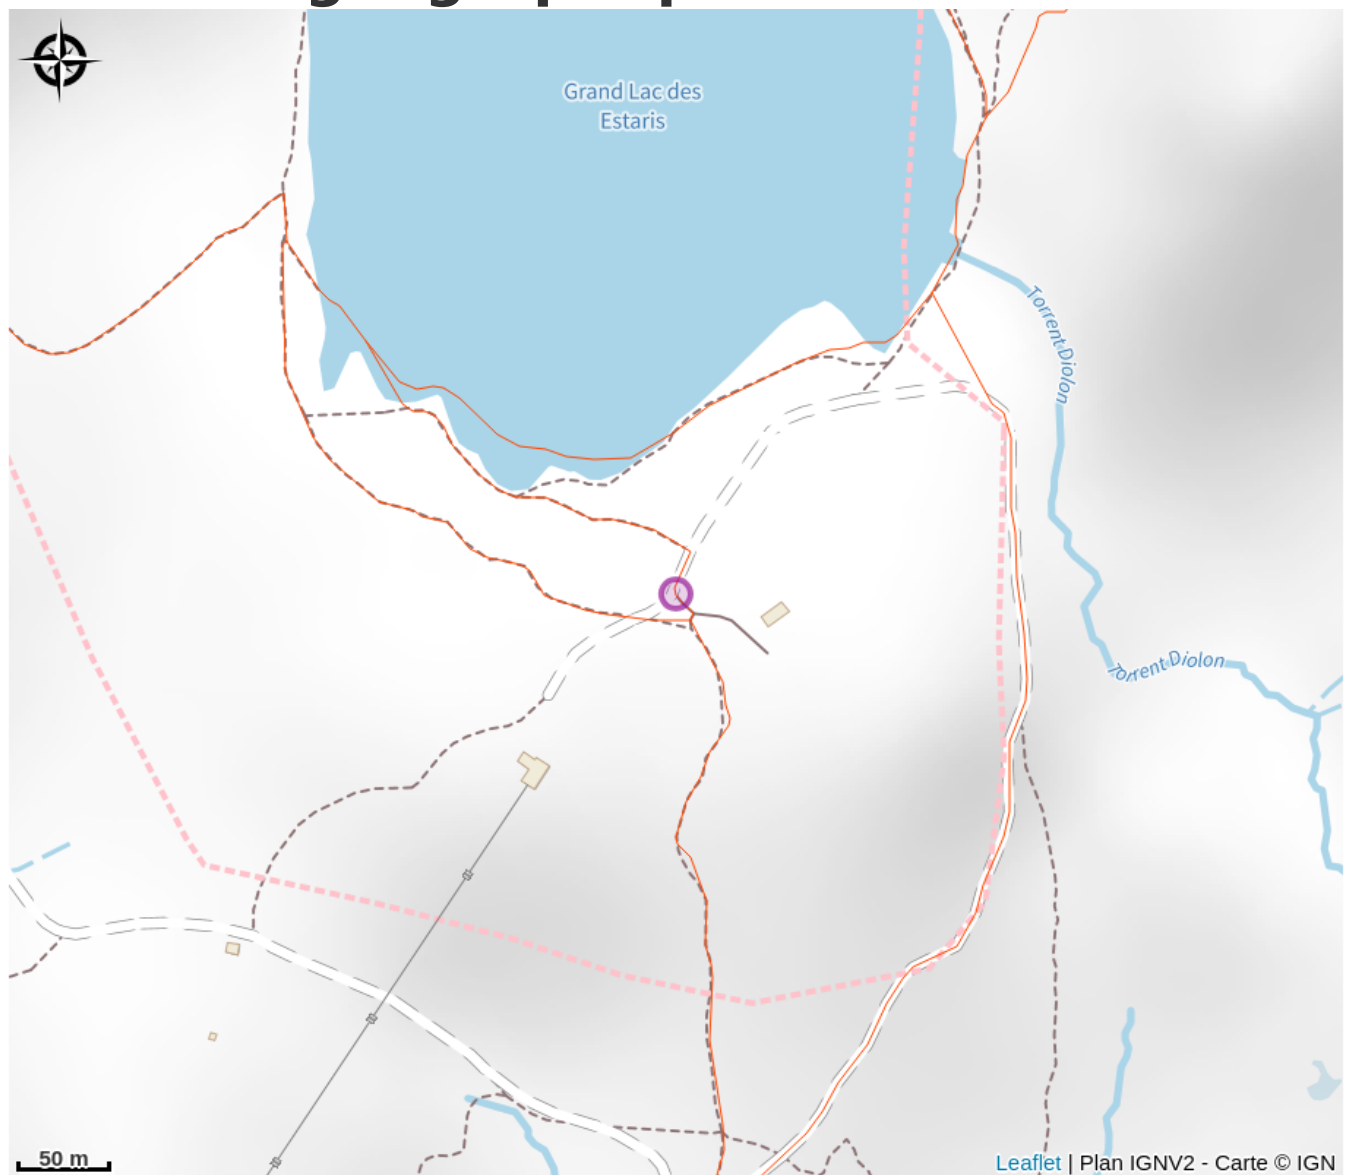 Grand Lac des
Estaris
Torrent Diolon
Torrent Diolon
50 m
Leaflet | Plan IGNV2 - Carte © IGN